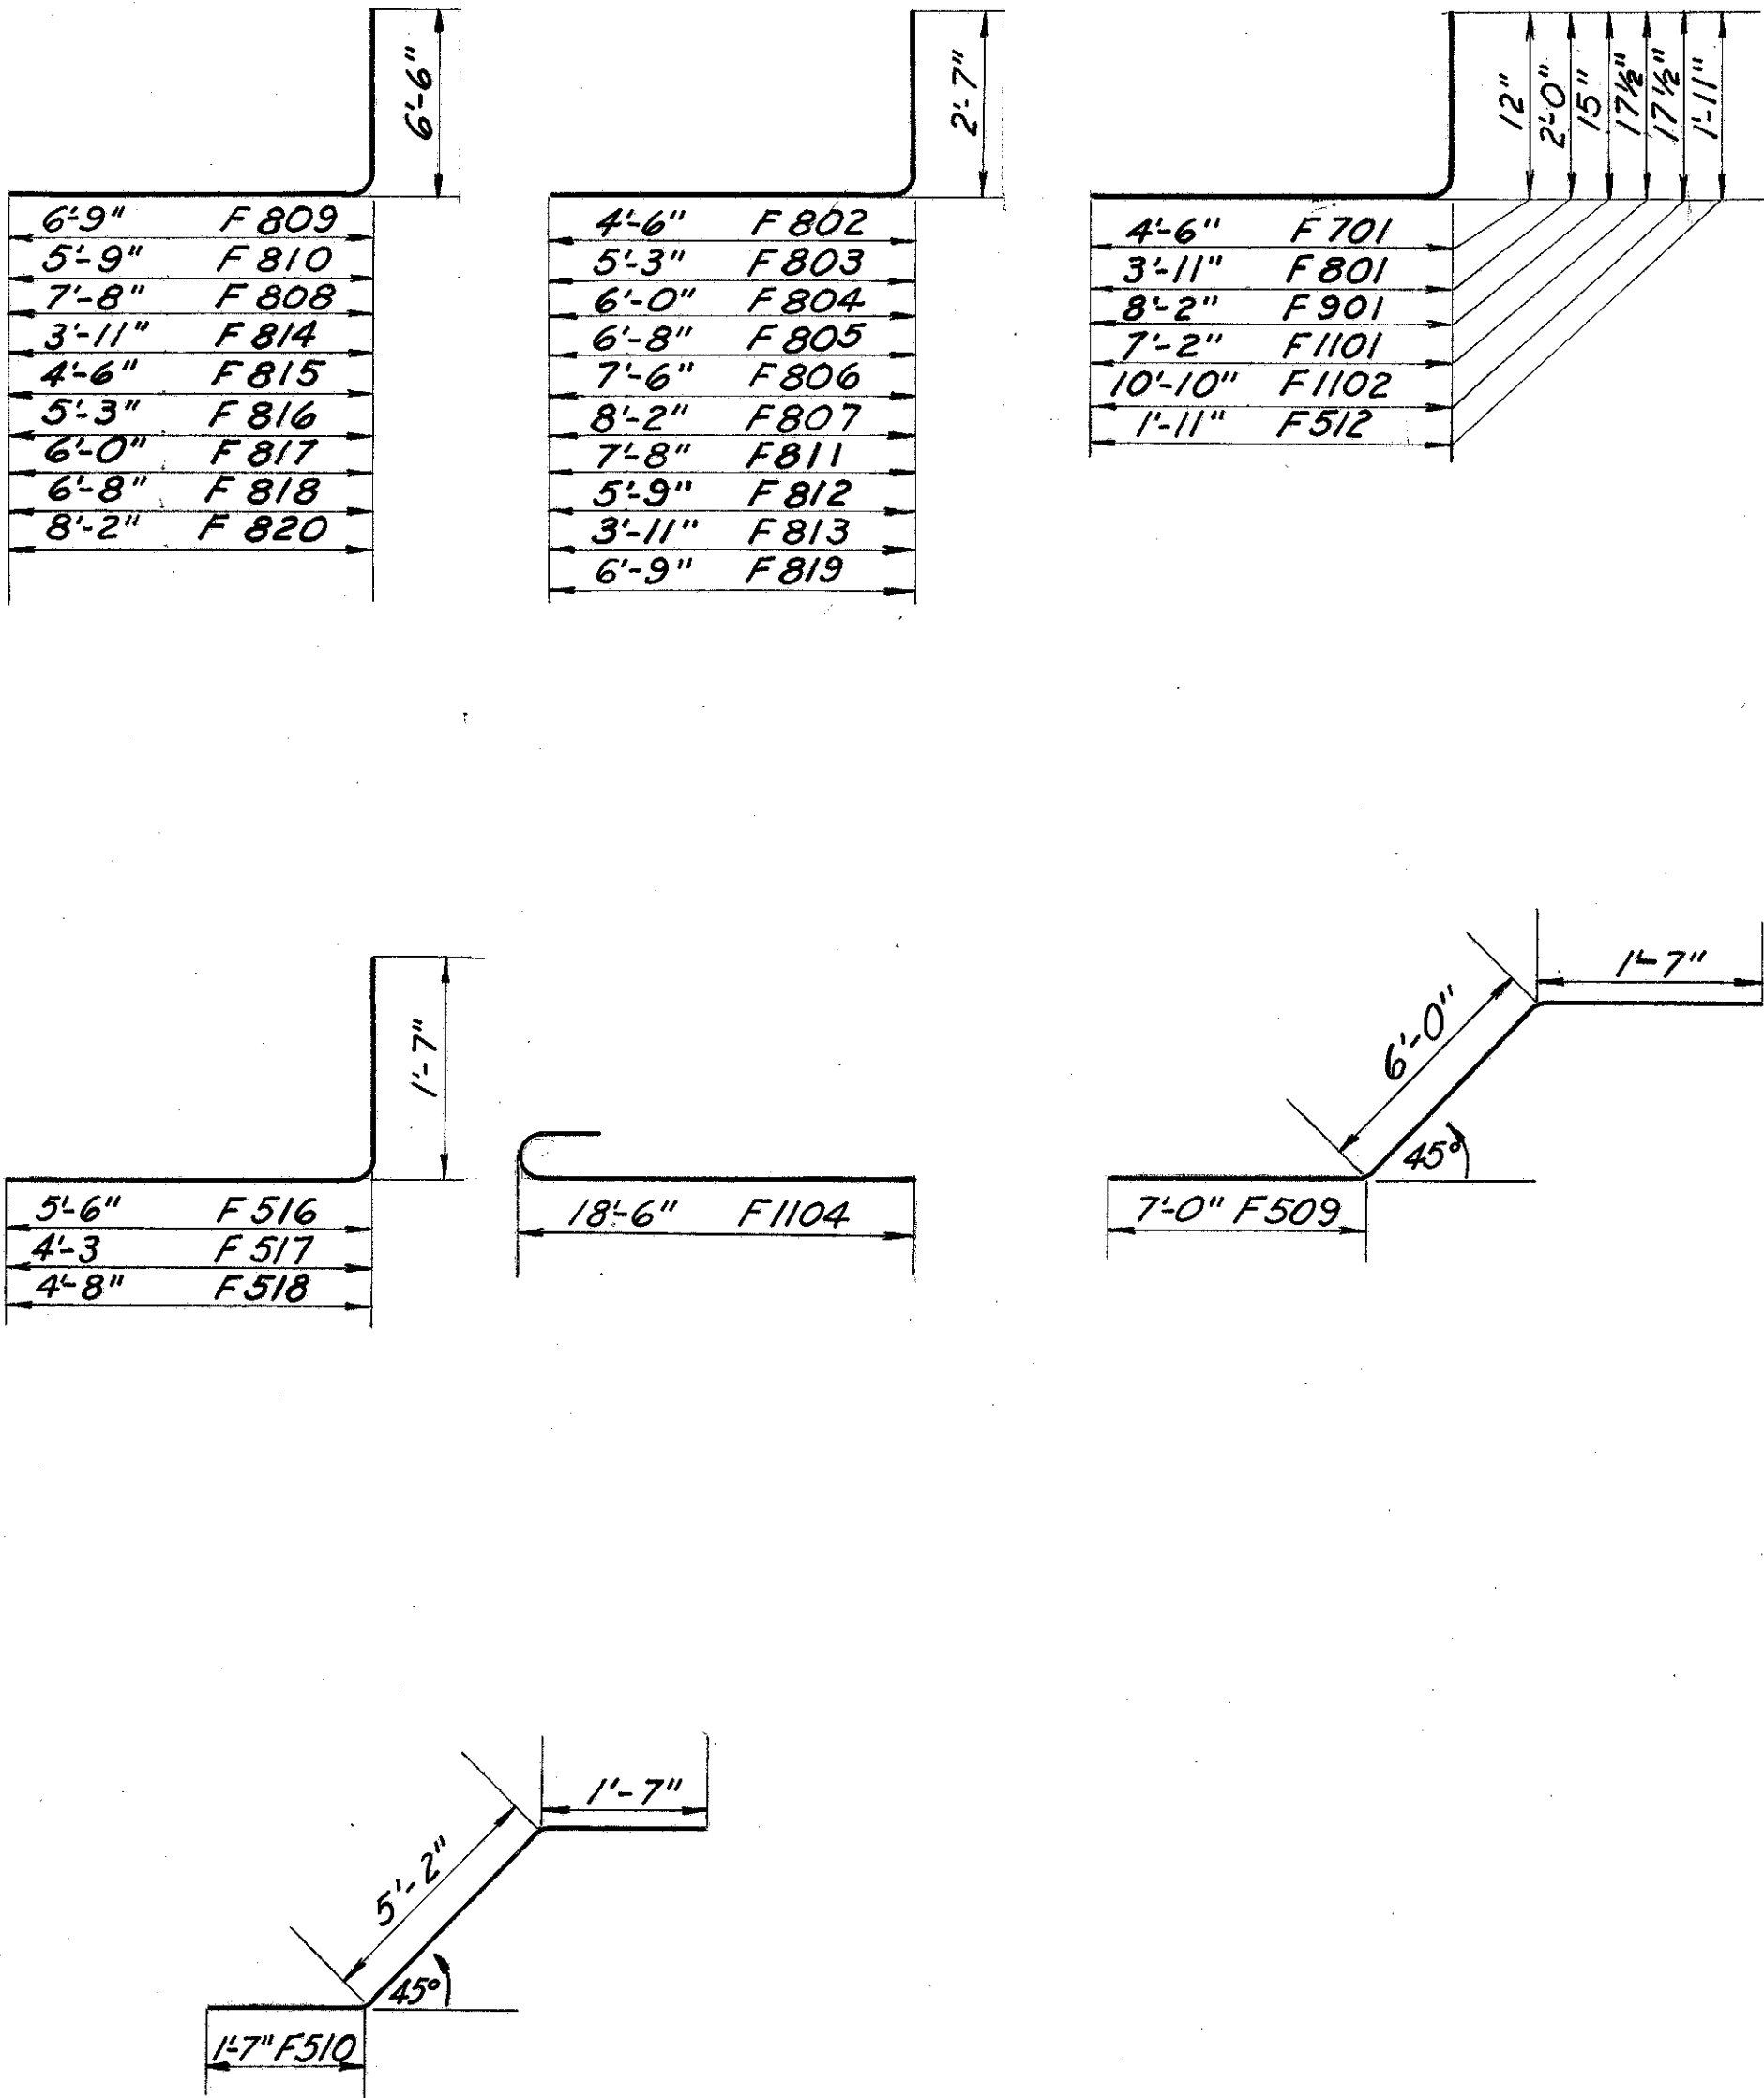 6'-6"
6'-9" F 809
5'-9" F 810
7'-8" F 808
3'-11" F 814
4'-6" F 815
5'-3" F 816
6'-0" F 817
6'-8" F 818
8'-2" F 820
2'-7"
4'-6" F 802
5'-3" F 803
6'-0" F 804
6'-8" F 805
7'-6" F 806
8'-2" F 807
7'-8" F 811
5'-9" F 812
3'-11" F 813
6'-9" F 819
12"
2'-0"
15"
17½"
17½"
1'-11"
4'-6" F 701
3'-11" F 801
8'-2" F 901
7'-2" F 1101
10'-10" F 1102
1'-11" F 512
1'-7"
5'-6" F 516
4'-3 F 517
4'-8" F 518
18'-6" F 1104
1'-7"
6'-0"
45°
7'-0" F 509
1'-7"
5'-2"
45°
1'-7" F 510